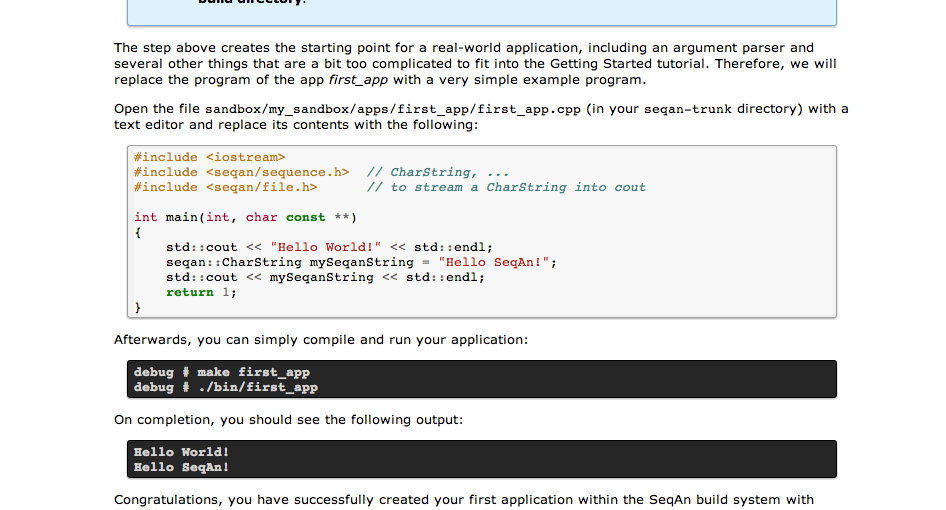 build directory.
The step above creates the starting point for a real-world application, including an argument parser and
several other things that are a bit too complicated to fit into the Getting Started tutorial. Therefore, we will
replace the program of the app first_app with a very simple example program.
Open the file sandbox/my_sandbox/apps/first_app/first_app.cpp (in your seqan-trunk directory) with a
text editor and replace its contents with the following:
#include <iostream>
#include <seqan/sequence.h>  // CharString, ...
#include <seqan/file.h>      // to stream a CharString into cout
int main(int, char const **)
{
    std::cout << "Hello World!" << std::endl;
    seqan::CharString mySeqanString = "Hello SeqAn!";
    std::cout << mySeqanString << std::endl;
    return 1;
}
Afterwards, you can simply compile and run your application:
debug # make first_app
debug # ./bin/first_app
On completion, you should see the following output:
Hello World!
Hello SeqAn!
Congratulations, you have successfully created your first application within the SeqAn build system with